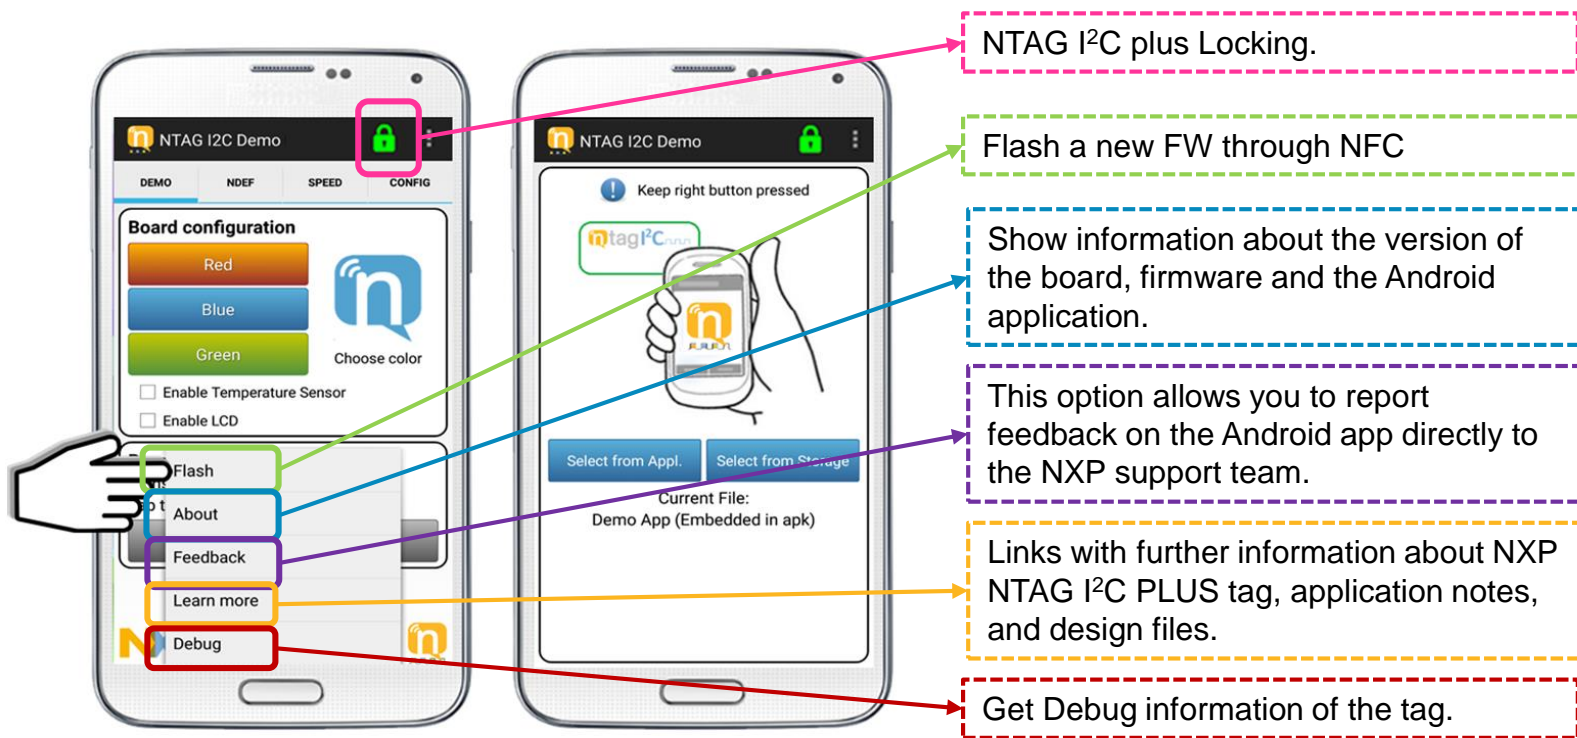 NTAG I2C Demo
DEMO NDEF SPEED CONFIG
Board configuration
Red
Blue
Green
Choose color
Enable Temperature Sensor
Enable LCD
Flash
About
Feedback
Learn more
Debug
NTAG I2C Demo
Keep right button pressed
ntagI²C
Select from Appl. Select from Storage
Current File:
Demo App (Embedded in apk)
NTAG I²C plus Locking.
Flash a new FW through NFC
Show information about the version of
the board, firmware and the Android
application.
This option allows you to report
feedback on the Android app directly to
the NXP support team.
Links with further information about NXP
NTAG I²C PLUS tag, application notes,
and design files.
Get Debug information of the tag.